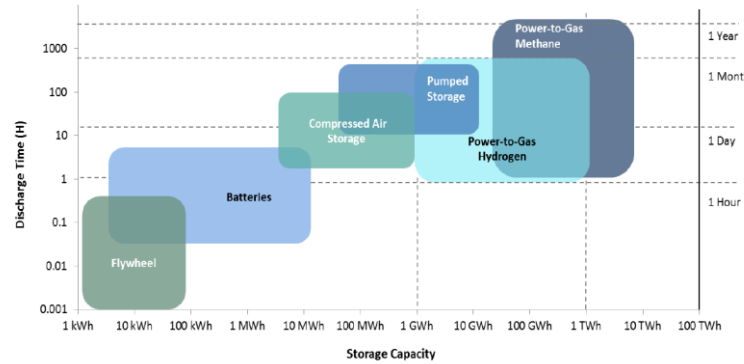 Discharge Time (H)
1000
100
10
1
0.1
0.01
0.001
Power-to-Gas
Methane
Pumped
Storage
Compressed Air
Storage
Power-to-Gas
Hydrogen
Batteries
Flywheel
1 Year
1 Mont
1 Day
1 Hour
1 kWh 10 kWh 100 kWh 1 MWh 10 MWh 100 MWh 1 GWh 10 GWh 100 GWh 1 TWh 10 TWh 100 TWh
Storage Capacity